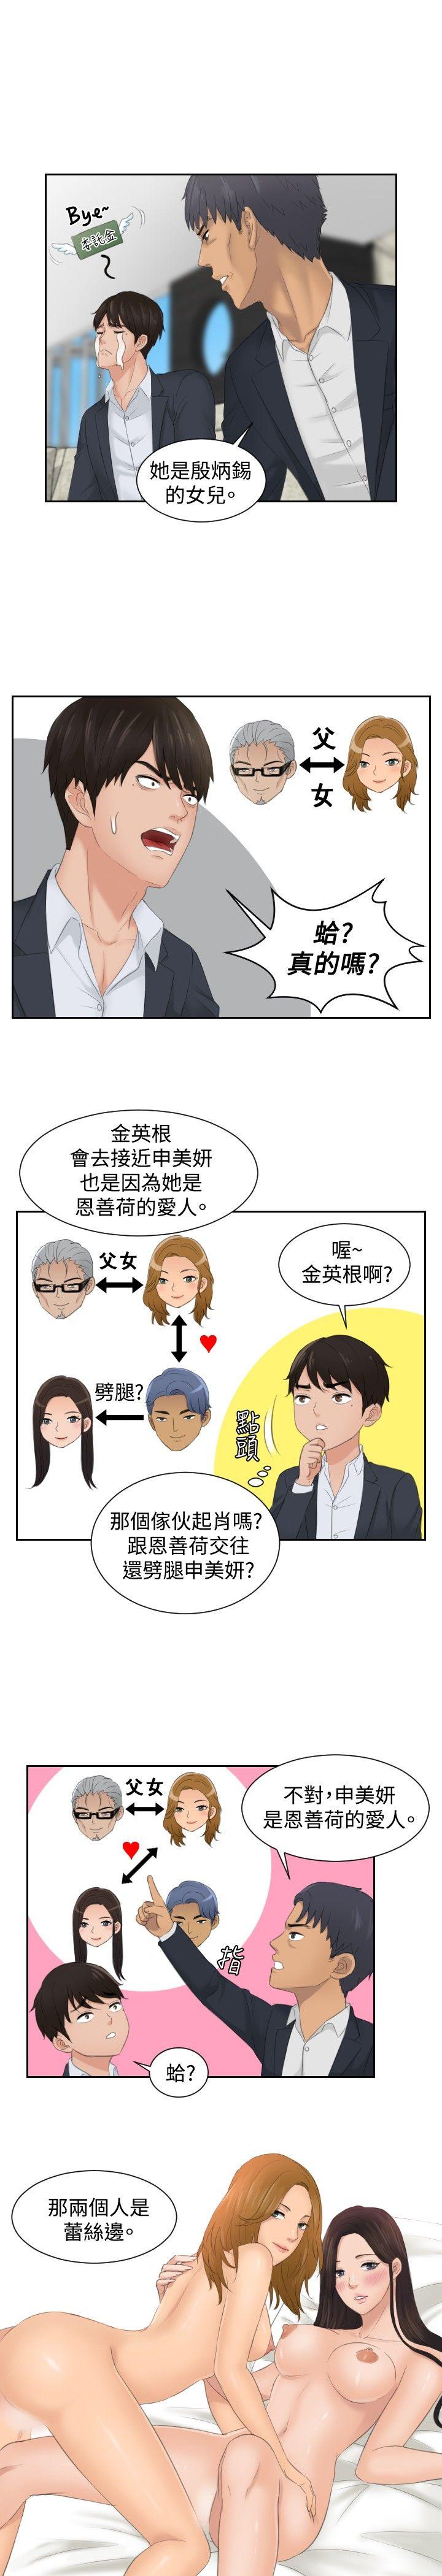 Bye~
委託金
她是殷炳錫
的女兒。
父
女
蛤?
真的嗎?
金英根
會去接近申美妍
也是因為她是
恩善荷的愛人。
喔~
金英根啊?
父女
劈腿?
點頭
那個傢伙起肖嗎?
跟恩善荷交往
還劈腿申美妍?
父女
不對,申美妍
是恩善荷的愛人。
指
蛤?
那兩個人是
蕾絲邊。